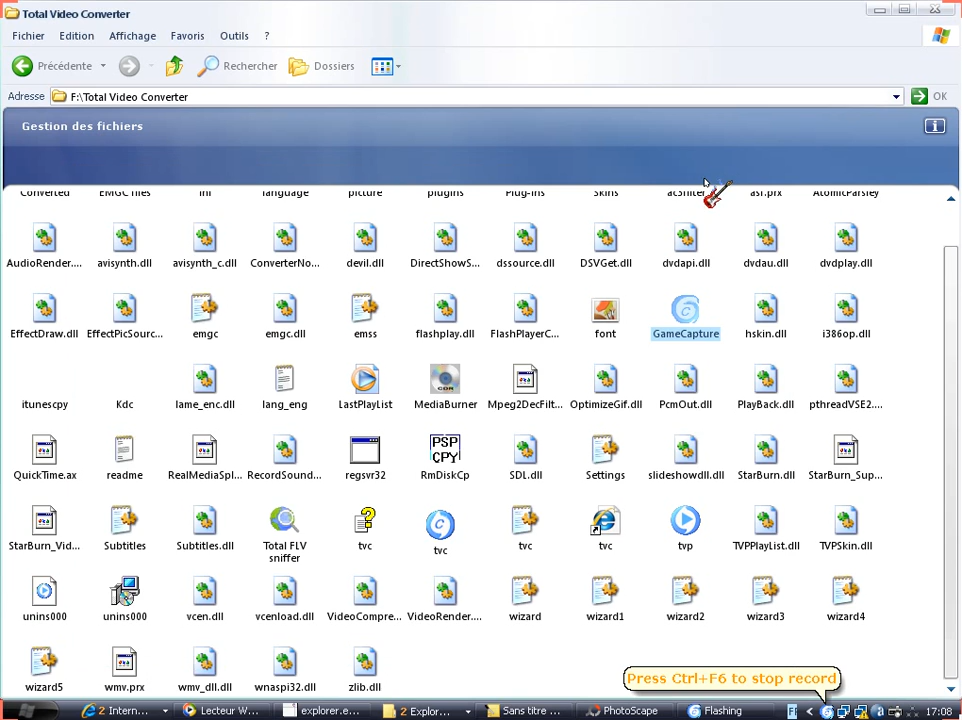 Total Video Converter
Fichier Edition Affichage Favoris Outils ?
Précédente Rechercher Dossiers
Adresse F:\Total Video Converter OK
Gestion des fichiers
Converted EMGC files ini language picture plugins Plug-ins Skins acsfilter asf.prx AtomicParsley
AudioRender.... avisynth.dll avisynth_c.dll ConverterNo... devil.dll DirectShowS... dssource.dll DSVGet.dll dvdapi.dll dvdau.dll dvdplay.dll
EffectDraw.dll EffectPicSourc... emgc emgc.dll emss flashplay.dll FlashPlayerC... font GameCapture hskin.dll i386op.dll
itunescpy Kdc lame_enc.dll lang_eng LastPlayList MediaBurner Mpeg2DecFilt... OptimizeGif.dll PcmOut.dll PlayBack.dll pthreadVSE2....
PSP
CPY
QuickTime.ax readme RealMediaSpl... RecordSound... regsvr32 RmDiskCp SDL.dll Settings slideshowdll.dll StarBurn.dll StarBurn_Sup...
StarBurn_Vid... Subtitles Subtitles.dll Total FLV tvc tvc tvc tvc tvp TVPPlayList.dll TVPSkin.dll
sniffer
unins000 unins000 vcen.dll vcenload.dll VideoCompre... VideoRender.... wizard wizard1 wizard2 wizard3 wizard4
wizard5 wmv.prx wmv_dll.dll wnaspi32.dll zlib.dll
Press Ctrl+F6 to stop record
2 Intern... Lecteur W... explorer.e... 2 Explor... Sans titre ... PhotoScape Flashing FR 17:08